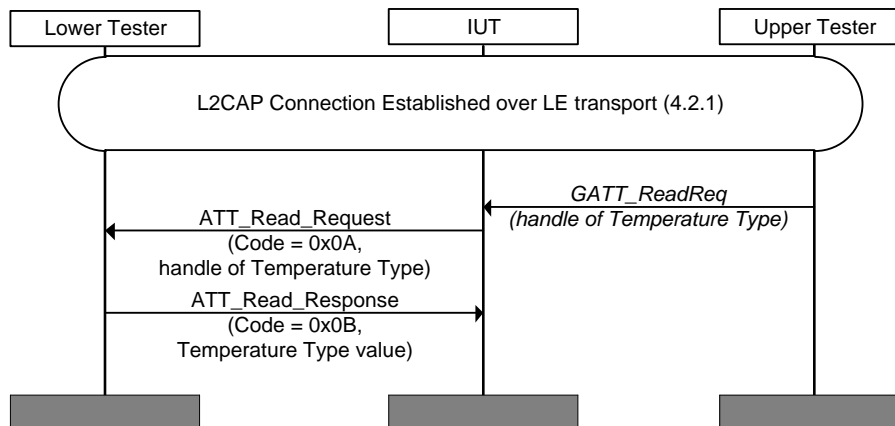 Lower Tester
IUT
Upper Tester
L2CAP Connection Established over LE transport (4.2.1)
GATT_ReadReq
(handle of Temperature Type)
ATT_Read_Request
(Code = 0x0A,
handle of Temperature Type)
ATT_Read_Response
(Code = 0x0B,
Temperature Type value)